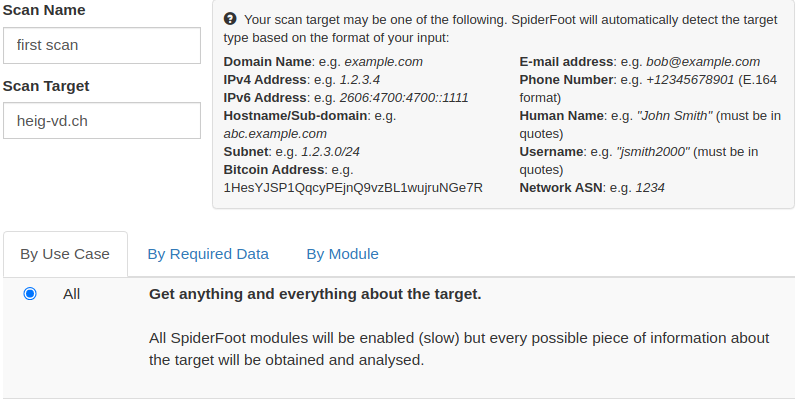 Scan Name
first scan
Scan Target
heig-vd.ch
? Your scan target may be one of the following. SpiderFoot will automatically detect the target
type based on the format of your input:
Domain Name: e.g. example.com
IPv4 Address: e.g. 1.2.3.4
IPv6 Address: e.g. 2606:4700:4700::1111
Hostname/Sub-domain: e.g.
abc.example.com
Subnet: e.g. 1.2.3.0/24
Bitcoin Address: e.g.
1HesYJSP1QqcyPEjnQ9vzBL1wujruNGe7R
E-mail address: e.g. bob@example.com
Phone Number: e.g. +12345678901 (E.164
format)
Human Name: e.g. "John Smith" (must be in
quotes)
Username: e.g. "jsmith2000" (must be in
quotes)
Network ASN: e.g. 1234
By Use Case By Required Data By Module
All Get anything and everything about the target.
All SpiderFoot modules will be enabled (slow) but every possible piece of information about
the target will be obtained and analysed.